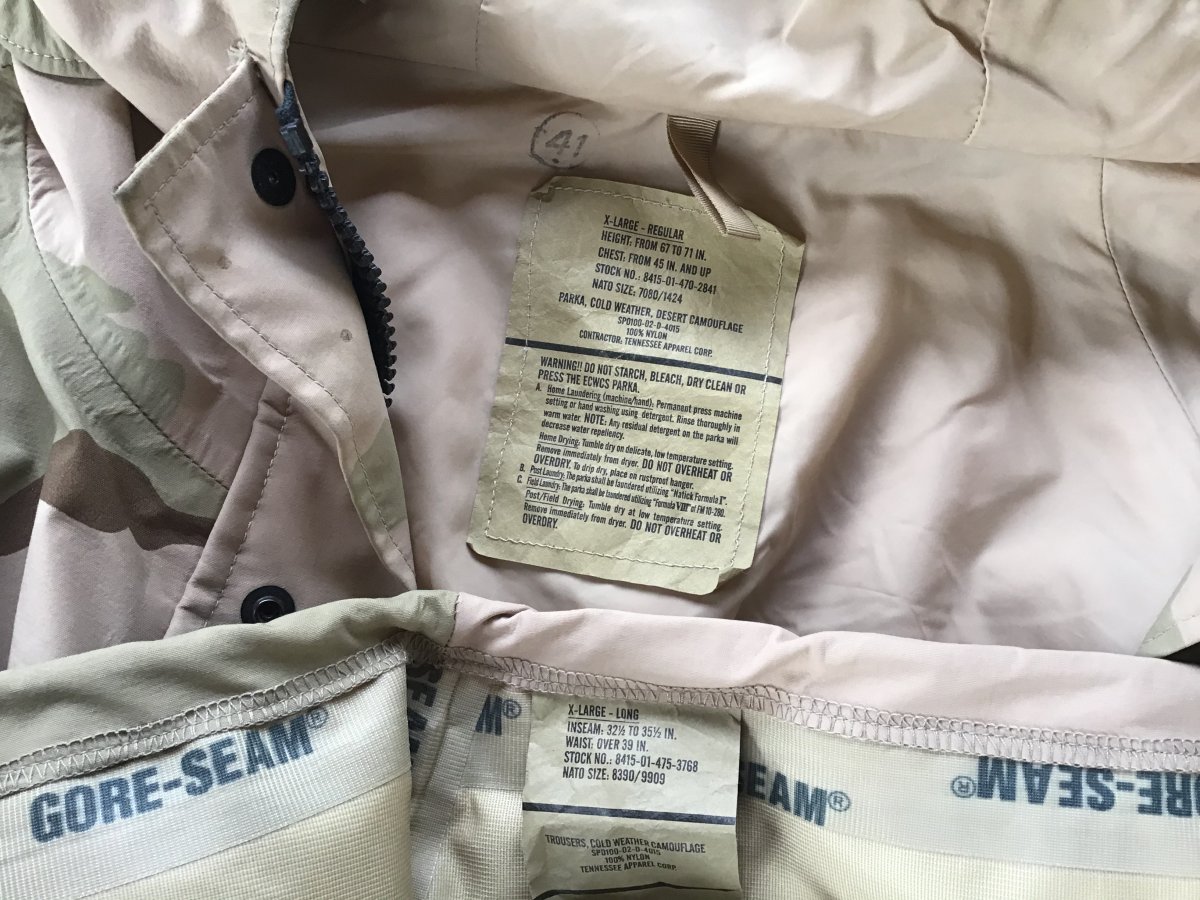 41
X-LARGE - REGULAR
HEIGHT: FROM 67 TO 71 IN.
CHEST: FROM 45 IN. AND UP
STOCK NO.: 8415-01-470-2841
NATO SIZE: 7080/1424
PARKA, COLD WEATHER, DESERT CAMOUFLAGE
SPO100-02-D-4015
100% NYLON
CONTRACTOR: TENNESSEE APPAREL CORP.
WARNING!! DO NOT STARCH, BLEACH, DRY CLEAN OR
PRESS THE ECWCS PARKA.
A. Home Laundering (machine/hand): Permanent press machine
setting or hand washing using detergent. Rinse thoroughly in
warm water. NOTE: Any residual detergent on the parka will
decrease water repellency.
Home Drying: Tumble dry on delicate, low temperature setting.
Remove immediately from dryer. DO NOT OVERHEAT OR
OVERDRY. To drip dry, place on rustproof hanger.
B. Post Laundry: The parka shall be laundered utilizing "Natick Formula I".
C. Field Laundry: The parka shall be laundered utilizing "Formula VIII" of FM 10-280.
Post/Field Drying: Tumble dry at low temperature setting.
Remove immediately from dryer. DO NOT OVERHEAT OR
OVERDRY.
GORE-SEAM®
-SEAM
W®
X-LARGE - LONG
INSEAM: 32½ TO 35½ IN.
WAIST: OVER 39 IN.
STOCK NO.: 8415-01-475-3768
NATO SIZE: 8390/9909
TROUSERS, COLD WEATHER CAMOUFLAGE
SPO100-02-D-4015
100% NYLON
TENNESSEE APPAREL CORP.
-SEAM®
RE-SEAM®